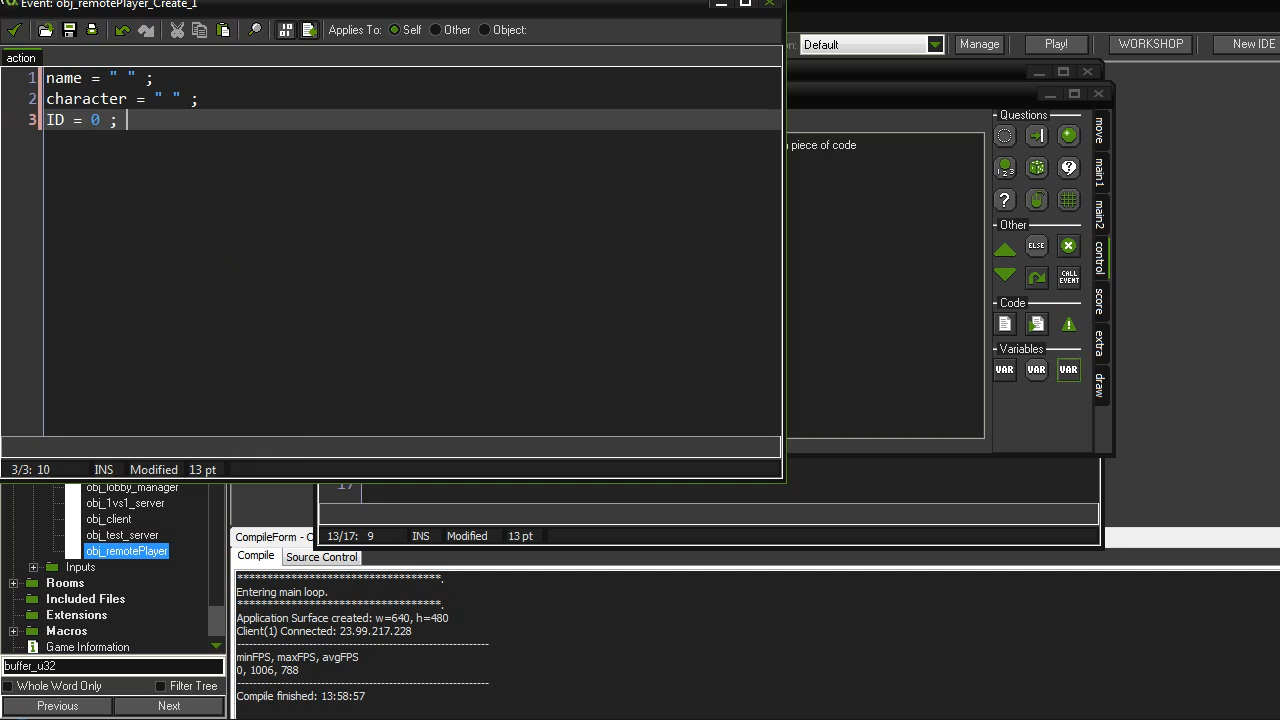 Event: obj_remotePlayer_Create_1
Applies To: Self Other Object:
Default Manage Play! WORKSHOP New IDE
action
1 name = " " ;
2 character = " " ;
3 ID = 0 ;
piece of code
Questions
Other
ELSE
CALL EVENT
Code
Variables
VAR VAR VAR
move
main1
main2
control
score
extra
draw
3/3: 10 INS Modified 13 pt
17
13/17: 9 INS Modified 13 pt
obj_lobby_manager
obj_1vs1_server
obj_client
obj_test_server
obj_remotePlayer
Inputs
Rooms
Included Files
Extensions
Macros
Game Information
buffer_u32
Whole Word Only Filter Tree
Previous Next
CompileForm - C
Compile Source Control
***********************************.
Entering main loop.
***********************************.
Application Surface created: w=640, h=480
Client(1) Connected: 23.99.217.228
minFPS, maxFPS, avgFPS
0, 1006, 788
Compile finished: 13:58:57